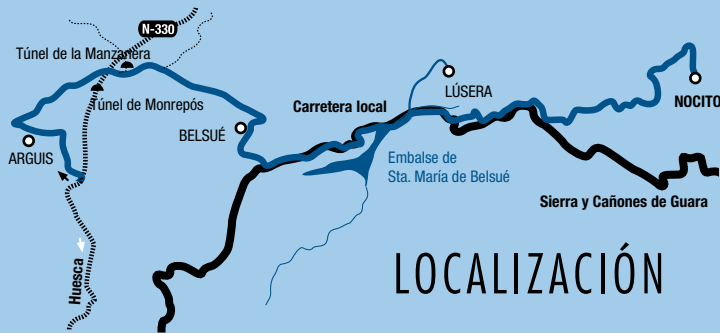 N-330
Túnel de la Manzanera
Túnel de Monrepós
ARGUIS
BELSUÉ
Carretera local
LÚSERA
NOCITO
Embalse de
Sta. María de Belsué
Sierra y Cañones de Guara
Huesca
LOCALIZACIÓN